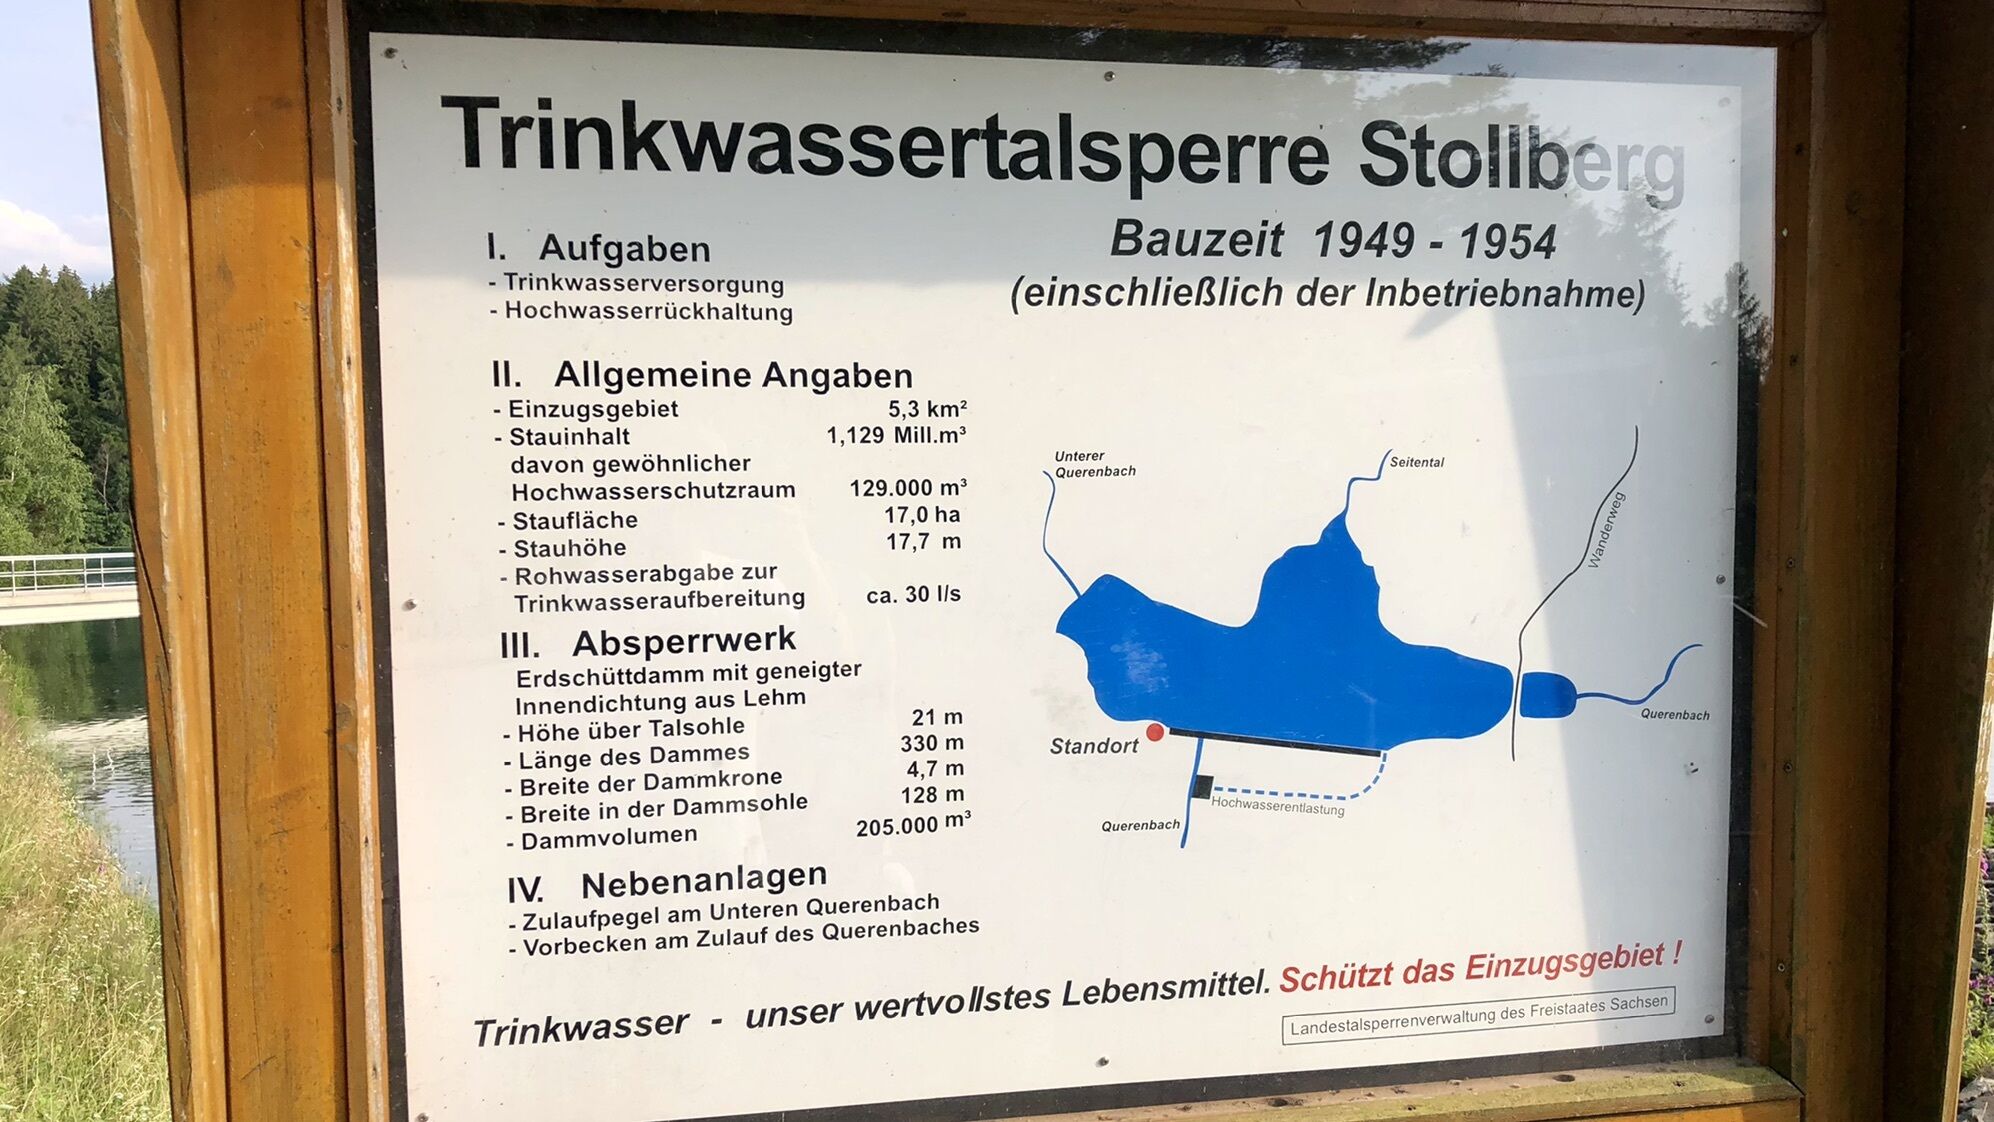 Trinkwassertalsperre Stollberg
Bauzeit 1949 - 1954
(einschließlich der Inbetriebnahme)
I. Aufgaben
- Trinkwasserversorgung
- Hochwasserrückhaltung
II. Allgemeine Angaben
- Einzugsgebiet 5,3 km²
- Stauinhalt 1,129 Mill.m³
davon gewöhnlicher
Hochwasserschutzraum 129.000 m³
- Staufläche 17,0 ha
- Stauhöhe 17,7 m
- Rohwasserabgabe zur
Trinkwasseraufbereitung ca. 30 l/s
III. Absperrwerk
Erdschüttdamm mit geneigter
Innendichtung aus Lehm
- Höhe über Talsohle 21 m
- Länge des Dammes 330 m
- Breite der Dammkrone 4,7 m
- Breite in der Dammsohle 128 m
- Dammvolumen 205.000 m³
IV. Nebenanlagen
- Zulaufpegel am Unteren Querenbach
- Vorbecken am Zulauf des Querenbaches
Unterer
Querenbach
Seitental
Wanderweg
Querenbach
Standort
Hochwasserentlastung
Querenbach
Trinkwasser - unser wertvollstes Lebensmittel. Schützt das Einzugsgebiet !
Landestalsperrenverwaltung des Freistaates Sachsen